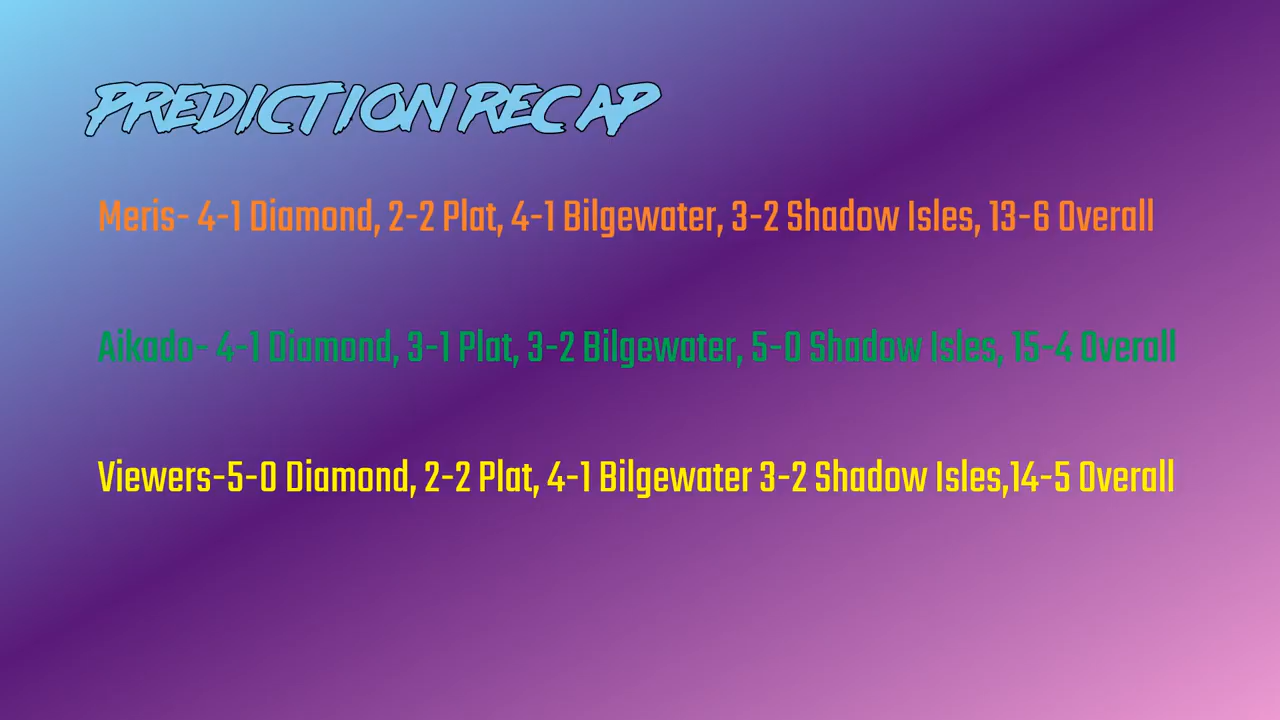 PREDICTION RECAP
Meris- 4-1 Diamond, 2-2 Plat, 4-1 Bilgewater, 3-2 Shadow Isles, 13-6 Overall
Aikado- 4-1 Diamond, 3-1 Plat, 3-2 Bilgewater, 5-0 Shadow Isles, 15-4 Overall
Viewers-5-0 Diamond, 2-2 Plat, 4-1 Bilgewater 3-2 Shadow Isles,14-5 Overall